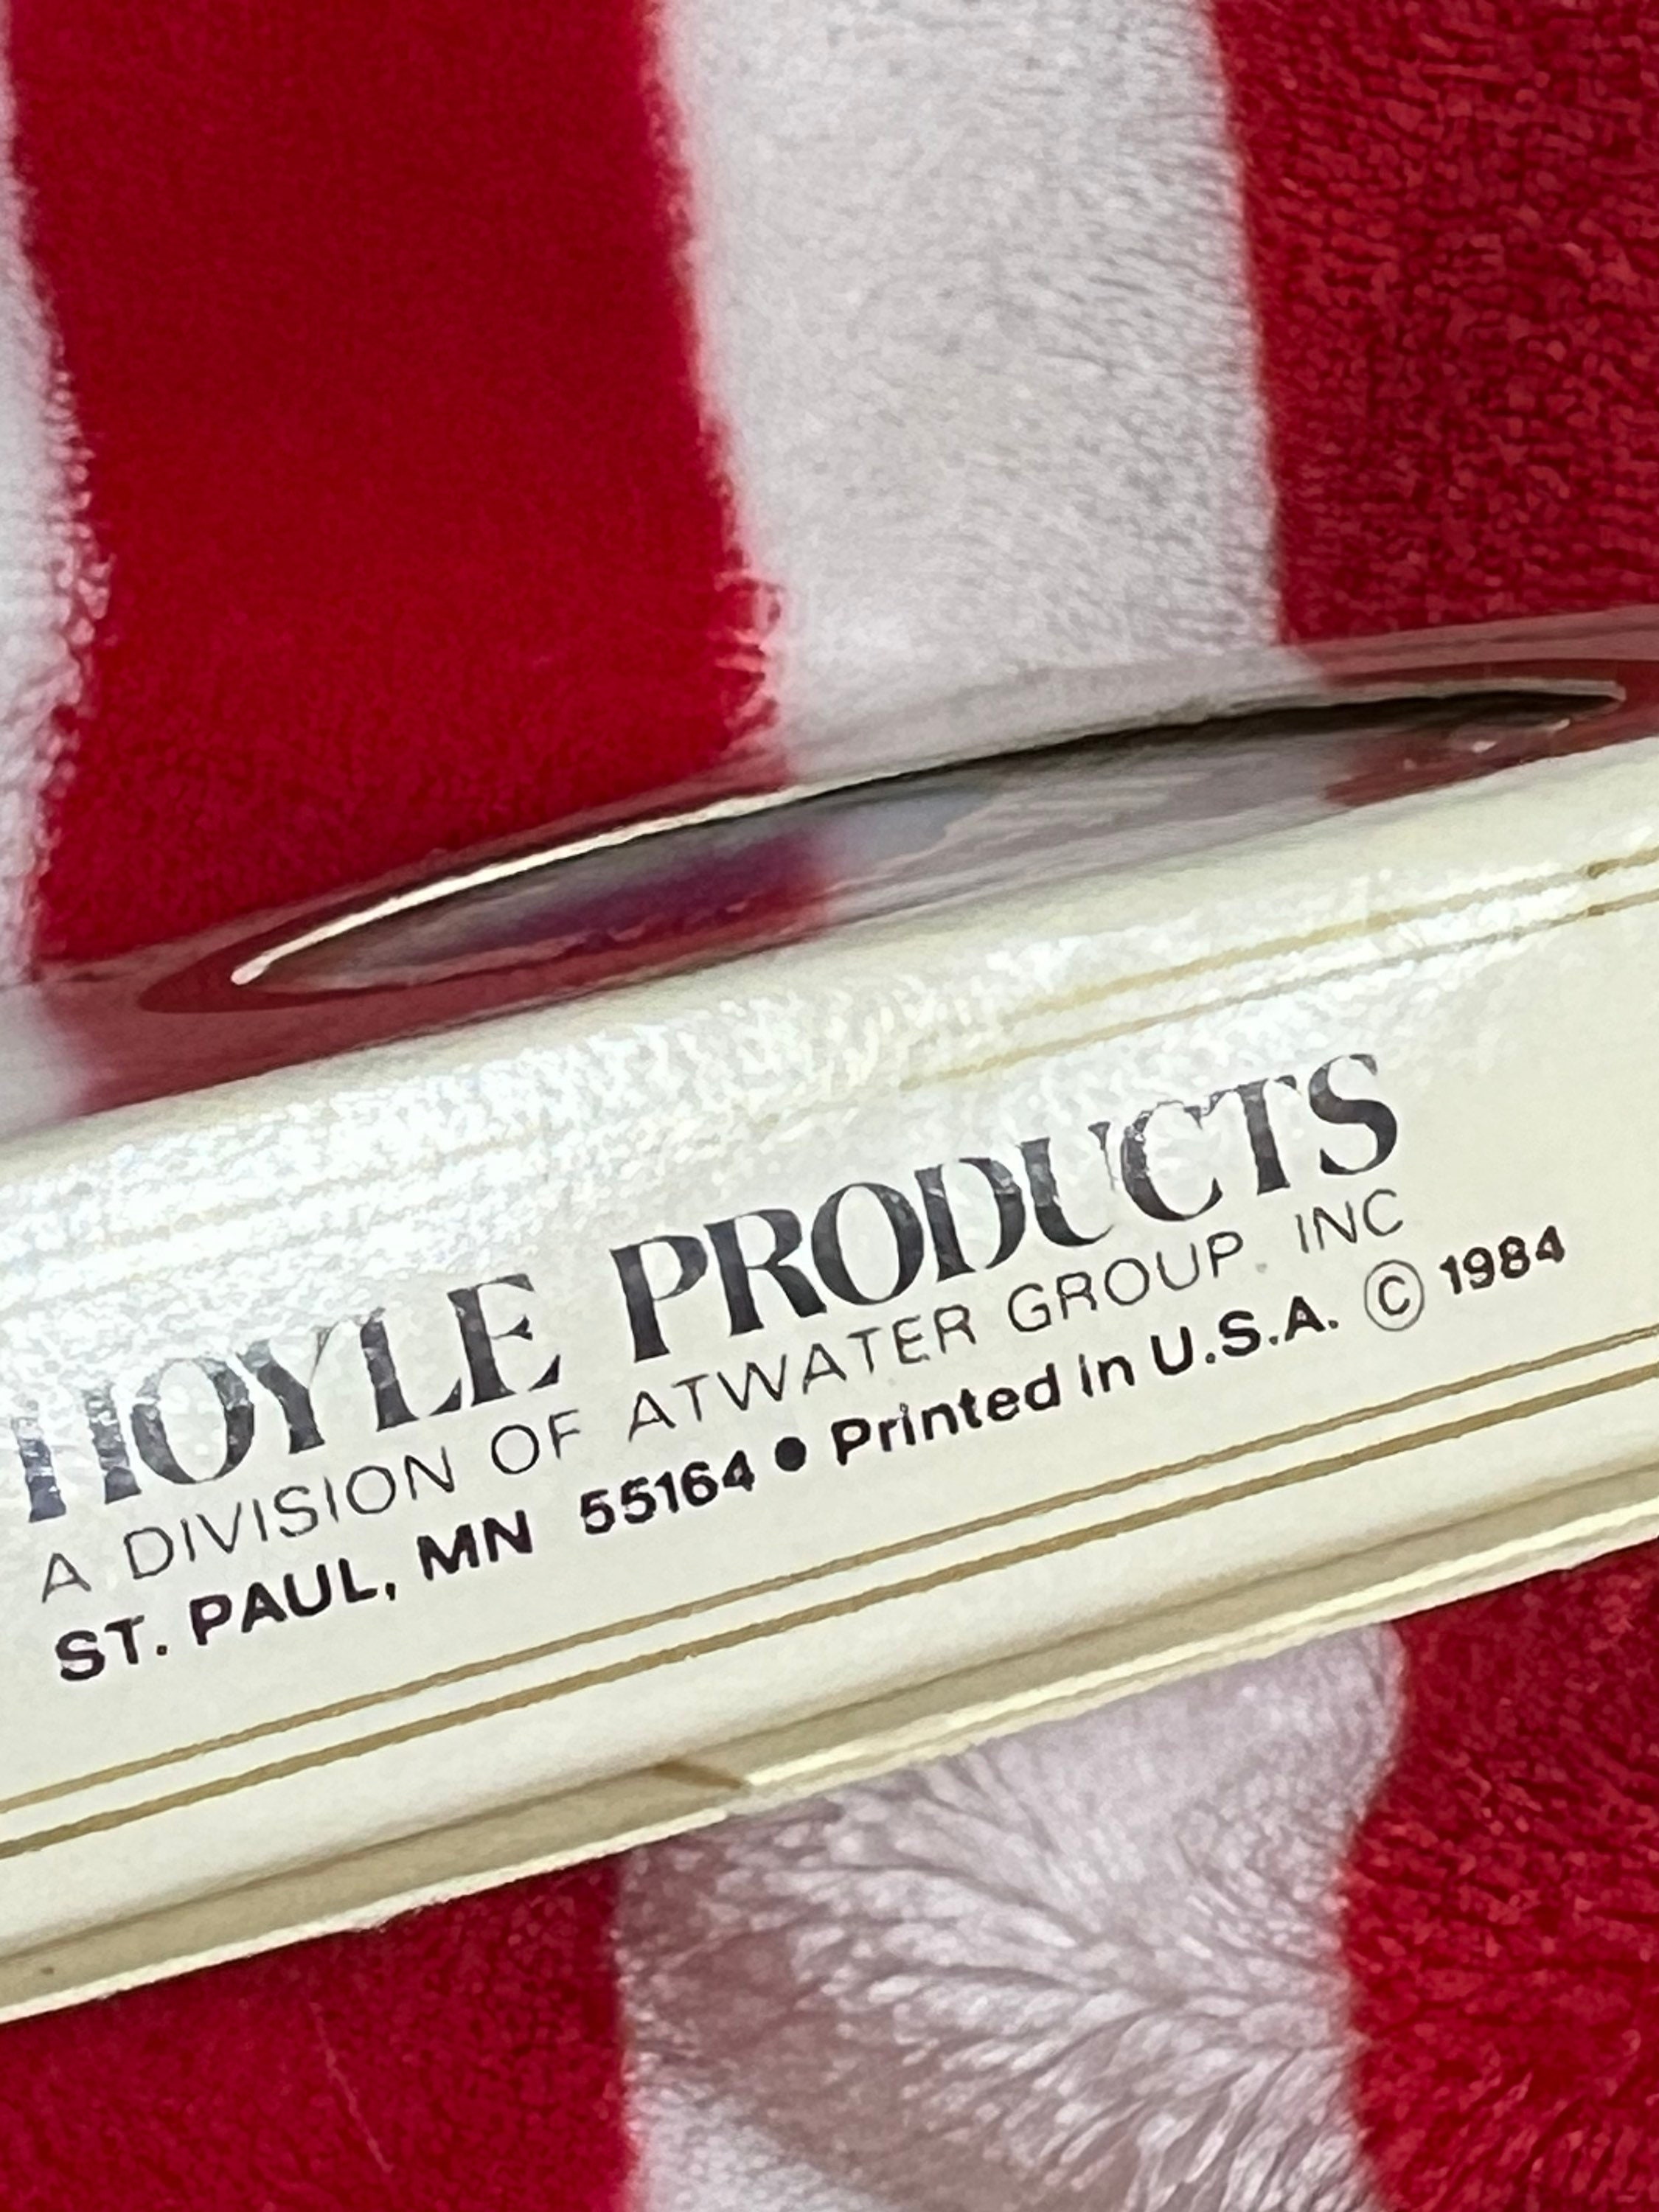 HOYLE PRODUCTS
A DIVISION OF ATWATER GROUP, INC
ST. PAUL, MN 55164 • Printed in U.S.A. © 1984